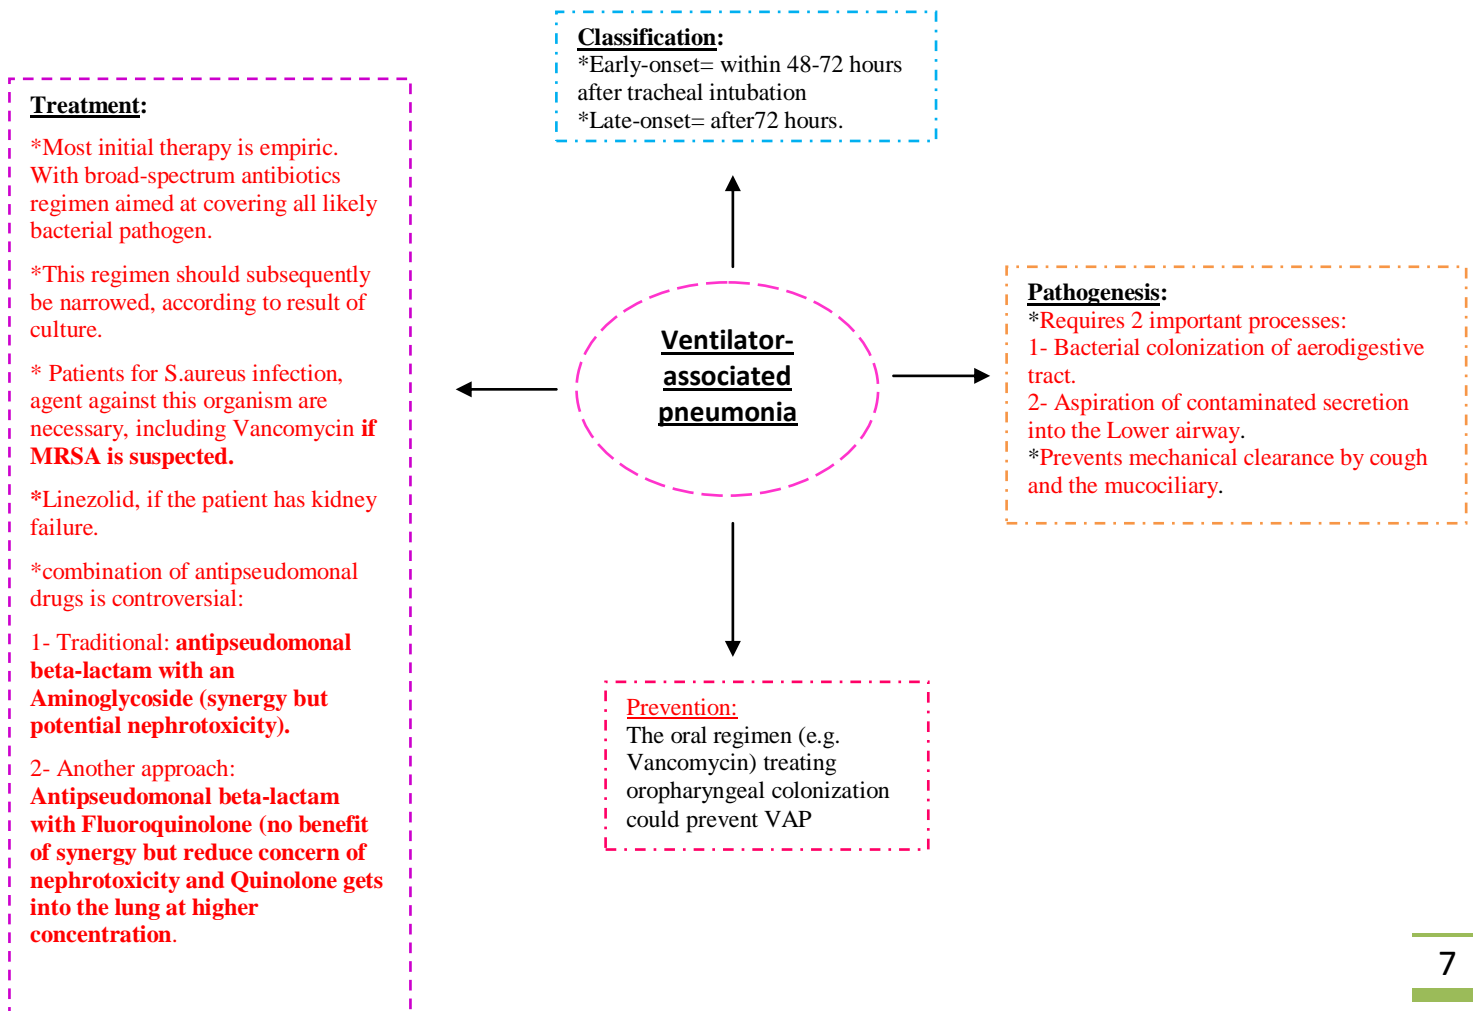 Classification:
*Early-onset= within 48-72 hours
after tracheal intubation
*Late-onset= after72 hours.
Treatment:
*Most initial therapy is empiric.
With broad-spectrum antibiotics
regimen aimed at covering all likely
bacterial pathogen.
*This regimen should subsequently
be narrowed, according to result of
culture.
* Patients for S.aureus infection,
agent against this organism are
necessary, including Vancomycin if
MRSA is suspected.
*Linezolid, if the patient has kidney
failure.
*combination of antipseudomonal
drugs is controversial:
1- Traditional: antipseudomonal
beta-lactam with an
Aminoglycoside (synergy but
potential nephrotoxicity).
2- Another approach:
Antipseudomonal beta-lactam
with Fluoroquinolone (no benefit
of synergy but reduce concern of
nephrotoxicity and Quinolone gets
into the lung at higher
concentration.
Ventilator-
associated
pneumonia
Pathogenesis:
*Requires 2 important processes:
1- Bacterial colonization of aerodigestive
tract.
2- Aspiration of contaminated secretion
into the Lower airway.
*Prevents mechanical clearance by cough
and the mucociliary.
Prevention:
The oral regimen (e.g.
Vancomycin) treating
oropharyngeal colonization
could prevent VAP
7